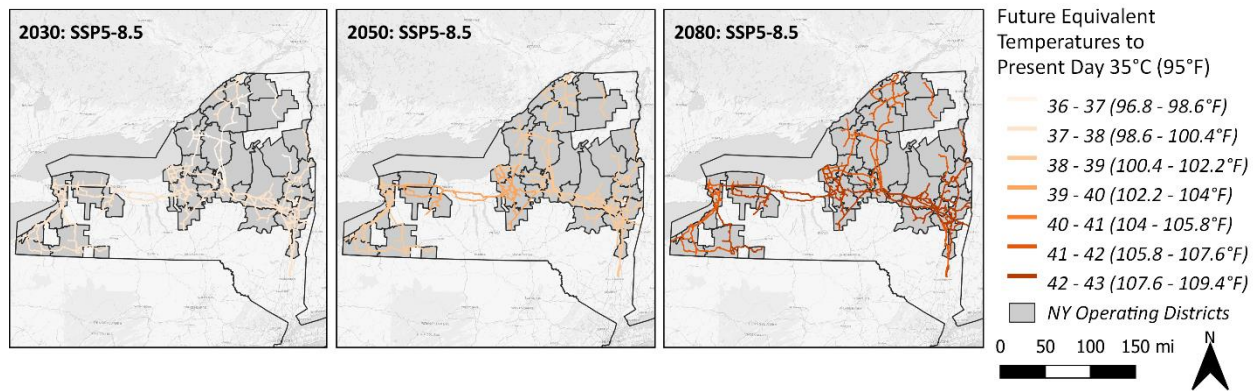 2030: SSP5-8.5
2050: SSP5-8.5
2080: SSP5-8.5
Future Equivalent
Temperatures to
Present Day 35°C (95°F)
36 - 37 (96.8 - 98.6°F)
37 - 38 (98.6 - 100.4°F)
38 - 39 (100.4 - 102.2°F)
39 - 40 (102.2 - 104°F)
40 - 41 (104 - 105.8°F)
41 - 42 (105.8 - 107.6°F)
42 - 43 (107.6 - 109.4°F)
NY Operating Districts
0 50 100 150 mi
N